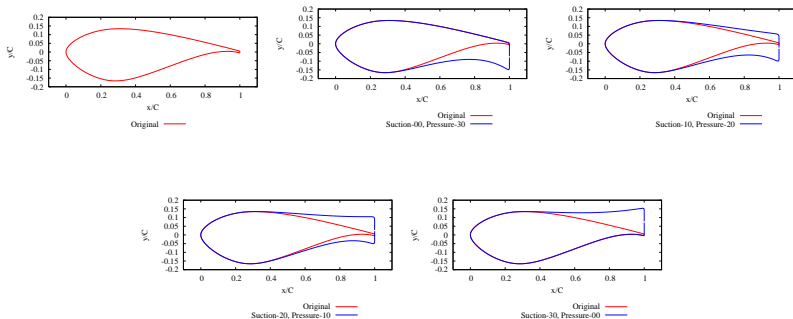 0.2
0.15
0.1
0.05
0
-0.05
-0.1
-0.15
-0.2
y/C
0 0.2 0.4 0.6 0.8 1
x/C
Original
0.2
0.15
0.1
0.05
0
-0.05
-0.1
-0.15
-0.2
y/C
0 0.2 0.4 0.6 0.8 1
x/C
Original
Suction-00, Pressure-30
0.2
0.15
0.1
0.05
0
-0.05
-0.1
-0.15
-0.2
y/C
0 0.2 0.4 0.6 0.8 1
x/C
Original
Suction-10, Pressure-20
0.2
0.15
0.1
0.05
0
-0.05
-0.1
-0.15
-0.2
y/C
0 0.2 0.4 0.6 0.8 1
x/C
Original
Suction-20, Pressure-10
0.2
0.15
0.1
0.05
0
-0.05
-0.1
-0.15
-0.2
y/C
0 0.2 0.4 0.6 0.8 1
x/C
Original
Suction-30, Pressure-00